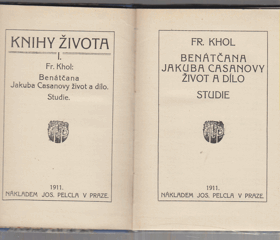 KNIHY ŽIVOTA
I.
Fr. Khol:
Benátčana
Jakuba Casanovy život a dílo.
Studie.
1911.
NÁKLADEM JOS. PELCLA V PRAZE.
FR. KHOL
BENÁTČANA
JAKUBA CASANOVY
ŽIVOT A DÍLO
STUDIE
1911.
NÁKLADEM JOS. PELCLA V PRAZE.